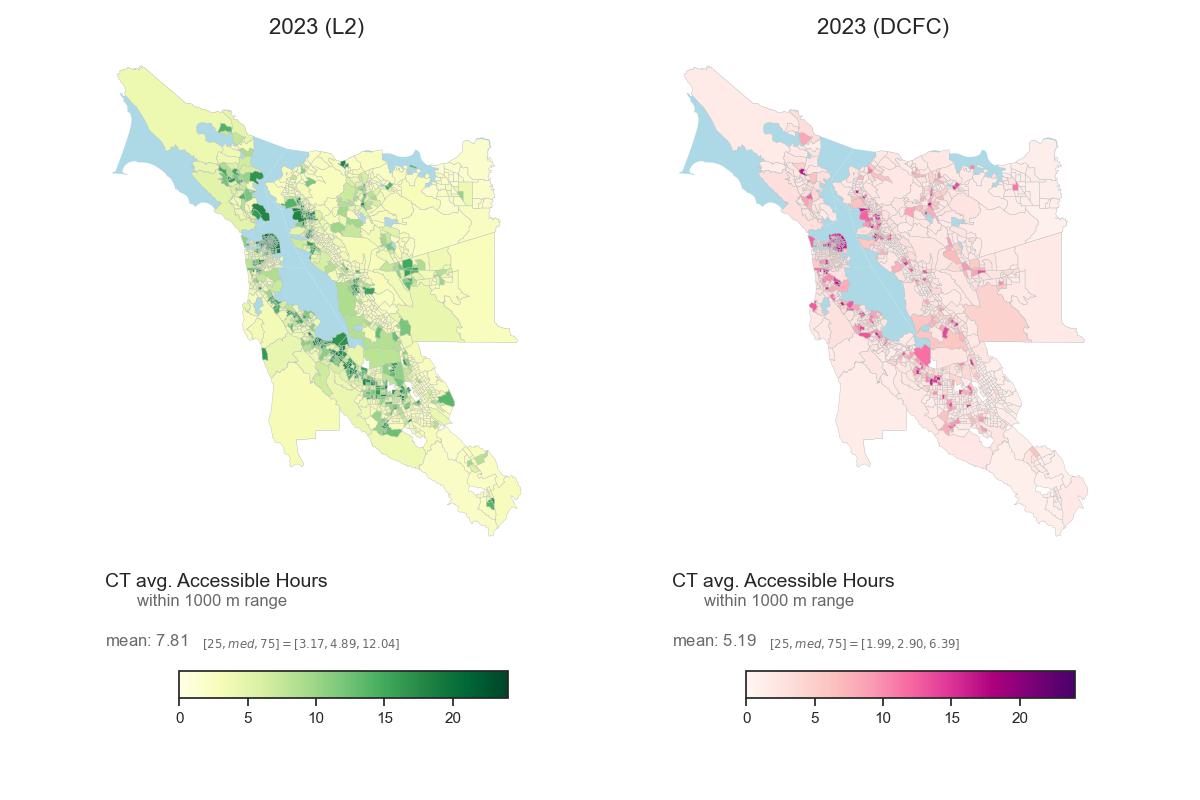 2023 (L2)
2023 (DCFC)
CT avg. Accessible Hours
within 1000 m range
mean: 7.81 [25, med, 75] = [3.17, 4.89, 12.04]
0 5 10 15 20
CT avg. Accessible Hours
within 1000 m range
mean: 5.19 [25, med, 75] = [1.99, 2.90, 6.39]
0 5 10 15 20